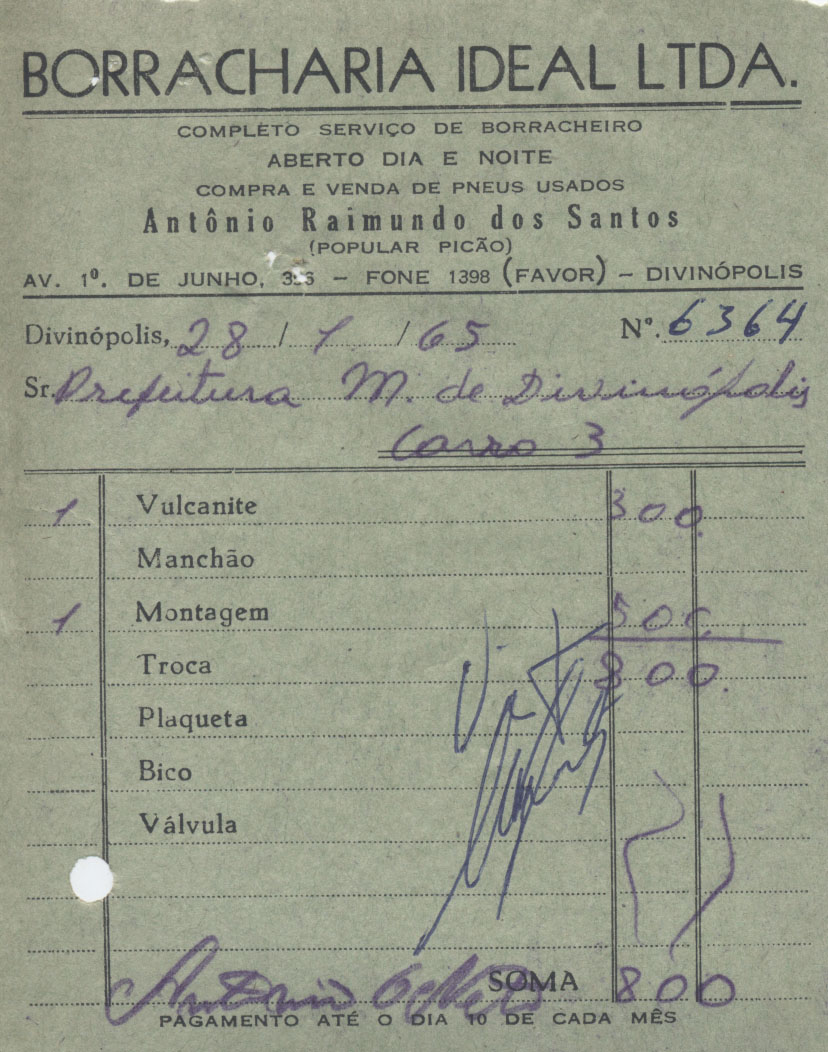 BORRACHARIA IDEAL LTDA.
COMPLETO SERVIÇO DE BORRACHEIRO
ABERTO DIA E NOITE
COMPRA E VENDA DE PNEUS USADOS
Antônio Raimundo dos Santos
(POPULAR PICÃO)
AV. 1º. DE JUNHO, – FONE 1398 (FAVOR) – DIVINÓPOLIS
Divinópolis, 28 / 1 / 65 Nº. 6364
Sr. Prefeitura M. de Divinópolis
Carro 3
1 Vulcanite 300.
Manchão
1 Montagem 500.
Troca 800.
Plaqueta
Bico
Válvula
Antonio SOMA 800
PAGAMENTO ATÉ O DIA 10 DE CADA MÊS